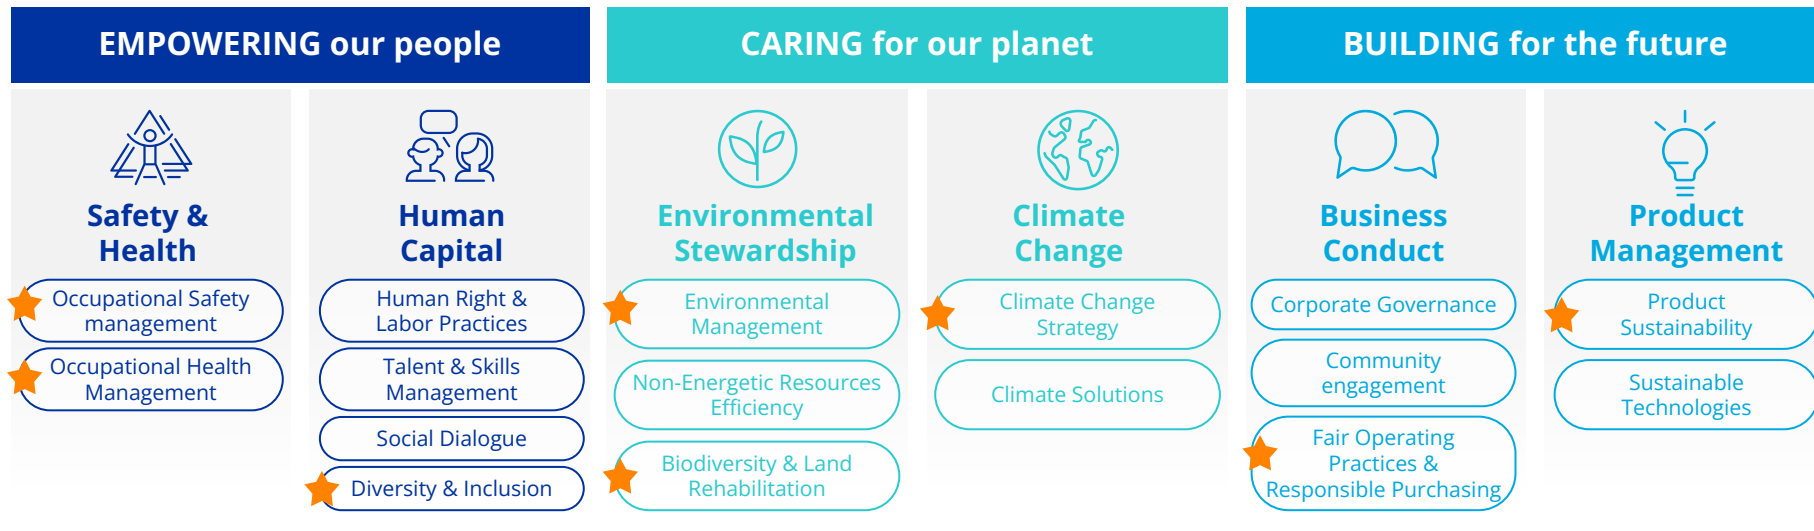 EMPOWERING our people
CARING for our planet
BUILDING for the future
Safety &
Health
Occupational Safety
management
Occupational Health
Management
Human
Capital
Human Right &
Labor Practices
Talent & Skills
Management
Social Dialogue
Diversity & Inclusion
Environmental
Stewardship
Environmental
Management
Non-Energetic Resources
Efficiency
Biodiversity & Land
Rehabilitation
Climate
Change
Climate Change
Strategy
Climate Solutions
Business
Conduct
Corporate Governance
Community
engagement
Fair Operating
Practices &
Responsible Purchasing
Product
Management
Product
Sustainability
Sustainable
Technologies